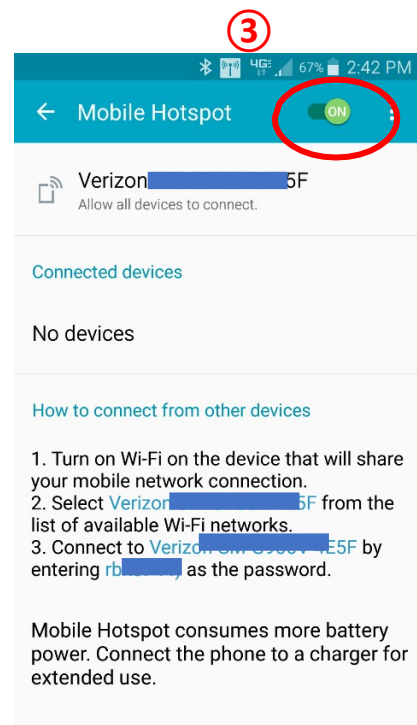 ③
4G 67% 2:42 PM
Mobile Hotspot ON
Verizon 5F
Allow all devices to connect.
Connected devices
No devices
How to connect from other devices
1. Turn on Wi-Fi on the device that will share
your mobile network connection.
2. Select Verizon 5F from the
list of available Wi-Fi networks.
3. Connect to Verizon 4E5F by
entering as the password.
Mobile Hotspot consumes more battery
power. Connect the phone to a charger for
extended use.